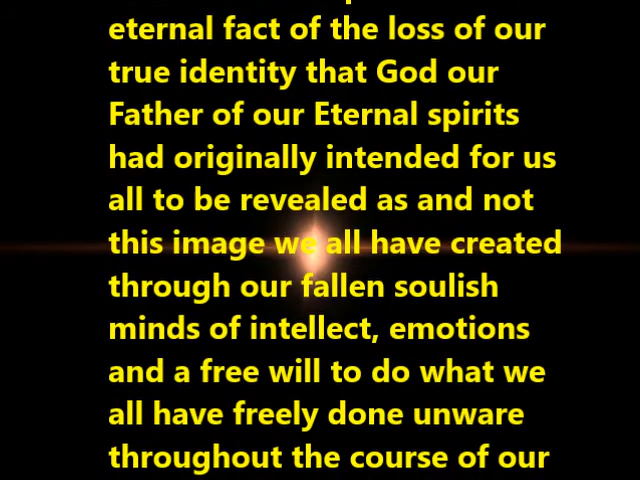 eternal fact of the loss of our
true identity that God our
Father of our Eternal spirits
had originally intended for us
all to be revealed as and not
this image we all have created
through our fallen soulish
minds of intellect, emotions
and a free will to do what we
all have freely done unware
throughout the course of our